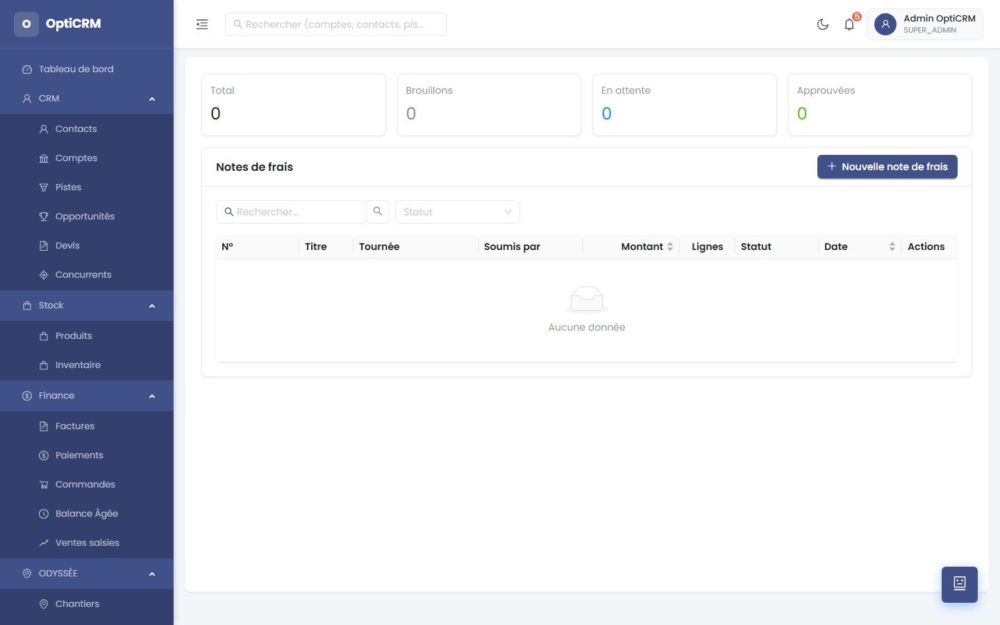 O OptiCRM
Rechercher (comptes, contacts, pis...
5
Admin OptiCRM
SUPER_ADMIN
Tableau de bord
CRM
Contacts
Comptes
Pistes
Opportunités
Devis
Concurrents
Stock
Produits
Inventaire
Finance
Factures
Paiements
Commandes
Balance Âgée
Ventes saisies
ODYSSÉE
Chantiers
Total
0
Brouillons
0
En attente
0
Approuvées
0
Notes de frais
Nouvelle note de frais
Rechercher...
Statut
N° Titre Tournée Soumis par Montant Lignes Statut Date Actions
Aucune donnée